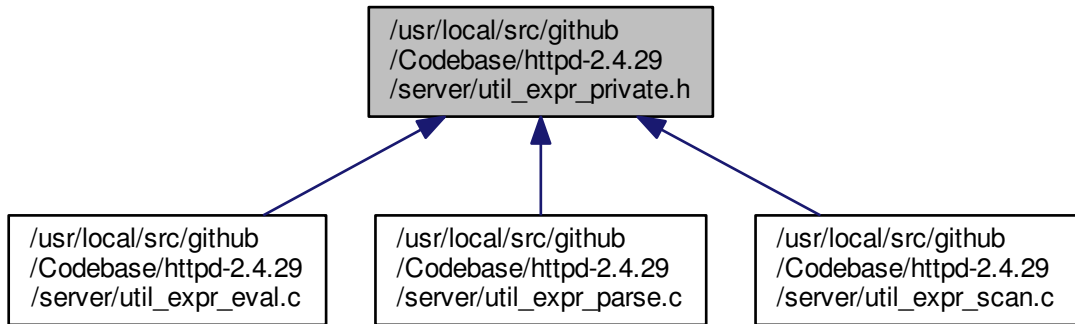 /usr/local/src/github
/Codebase/httpd-2.4.29
/server/util_expr_private.h
/usr/local/src/github
/Codebase/httpd-2.4.29
/server/util_expr_eval.c
/usr/local/src/github
/Codebase/httpd-2.4.29
/server/util_expr_parse.c
/usr/local/src/github
/Codebase/httpd-2.4.29
/server/util_expr_scan.c